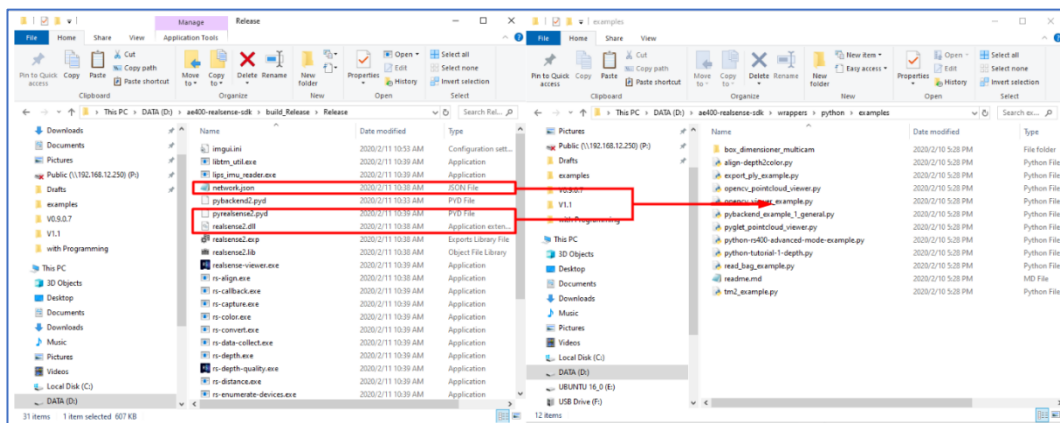 Manage Release
File Home Share View Application Tools
Pin to Quick access Copy Paste Cut Copy path Paste shortcut
Move to Copy to Delete Rename New folder Properties Open Edit History Select all Select none Invert selection
Clipboard Organize New Open Select
This PC > DATA (D:) > ae400-realsense-sdk > build_Release > Release
Search Rel...
Downloads
Documents
Pictures
Public (\\192.168.12.250) (P:)
Drafts
examples
V0.9.0.7
V1.1
with Programming
This PC
3D Objects
Desktop
Documents
Downloads
Music
Pictures
Videos
Local Disk (C:)
DATA (D:)
Name Date modified Type
imgui.ini 2020/2/11 10:53 AM Configuration sett...
libtm_util.exe 2020/2/11 10:39 AM Application
lips_imu_reader.exe 2020/2/11 10:39 AM Application
network.json 2020/2/11 10:38 AM JSON File
pybackend2.pyd 2020/2/11 10:33 AM PYD File
pyrealsense2.pyd 2020/2/11 10:39 AM PYD File
realsense2.dll 2020/2/11 10:38 AM Application exten...
realsense2.exp 2020/2/11 10:38 AM Exports Library File
realsense2.lib 2020/2/11 10:38 AM Object File Library
realsense-viewer.exe 2020/2/11 10:39 AM Application
rs-align.exe 2020/2/11 10:39 AM Application
rs-callback.exe 2020/2/11 10:39 AM Application
rs-capture.exe 2020/2/11 10:39 AM Application
rs-color.exe 2020/2/11 10:39 AM Application
rs-convert.exe 2020/2/11 10:39 AM Application
rs-data-collect.exe 2020/2/11 10:39 AM Application
rs-depth.exe 2020/2/11 10:39 AM Application
rs-depth-quality.exe 2020/2/11 10:39 AM Application
rs-distance.exe 2020/2/11 10:39 AM Application
rs-enumerate-devices.exe 2020/2/11 10:39 AM Application
31 items 1 item selected 607 KB
examples
File Home Share View
Pin to Quick access Copy Paste Cut Copy path Paste shortcut
Move to Copy to Delete Rename New folder New item Easy access Properties Open Edit History Select all Select none Invert selection
Clipboard Organize New Open Select
This PC > DATA (D:) > ae400-realsense-sdk > wrappers > python > examples
Search ex...
Pictures
Public (\\192.168.12.250) (P:)
Drafts
examples
V0.9.0.7
V1.1
with Programming
This PC
3D Objects
Desktop
Documents
Downloads
Music
Pictures
Videos
Local Disk (C:)
DATA (D:)
UBUNTU 16_0 (E:)
USB Drive (F:)
Name Date modified Type
box_dimensioner_multicam 2020/2/10 5:28 PM File folder
align-depth2color.py 2020/2/10 5:28 PM Python File
export_ply_example.py 2020/2/10 5:28 PM Python File
opencv_pointcloud_viewer.py 2020/2/10 5:28 PM Python File
opencv_viewer_example.py 2020/2/10 5:28 PM Python File
pybackend_example_1_general.py 2020/2/10 5:28 PM Python File
pyglet_pointcloud_viewer.py 2020/2/10 5:28 PM Python File
python-rs400-advanced-mode-example.py 2020/2/10 5:28 PM Python File
python-tutorial-1-depth.py 2020/2/10 5:28 PM Python File
read_bag_example.py 2020/2/10 5:28 PM Python File
readme.md 2020/2/10 5:28 PM MD File
tm2_example.py 2020/2/10 5:28 PM Python File
12 items